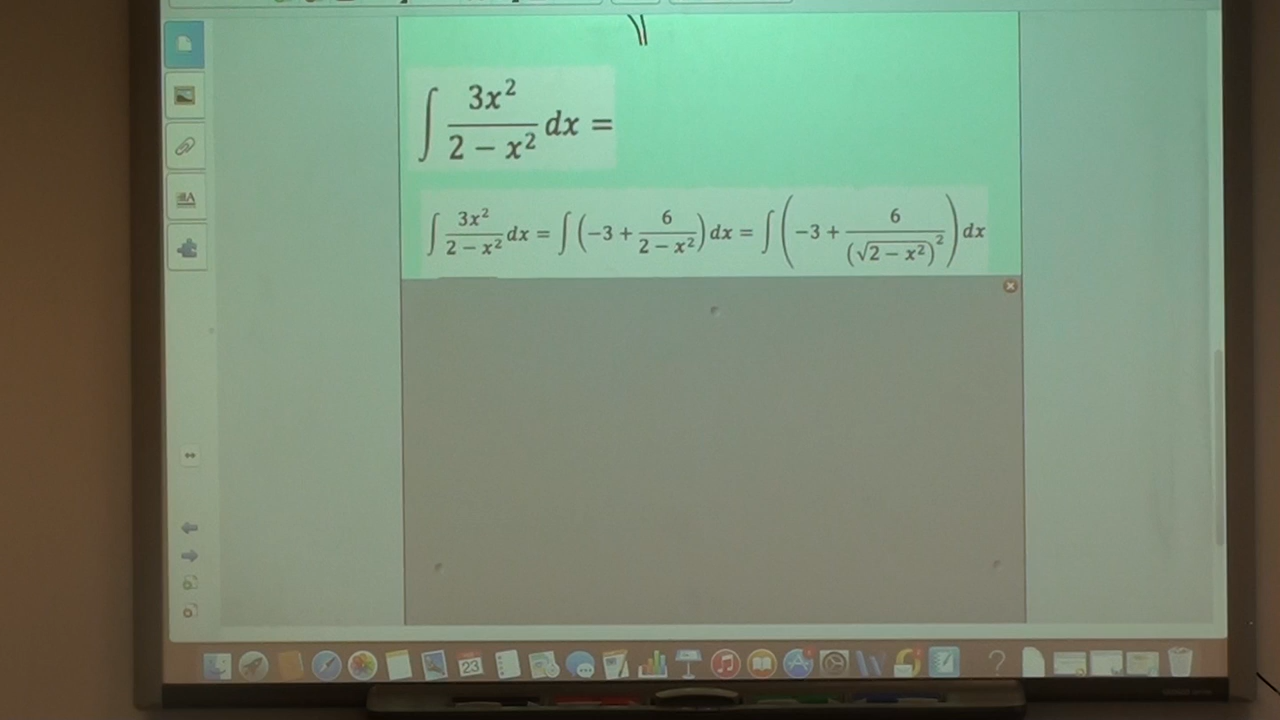 ∫ 3x²/(2 − x²) dx =
∫ 3x²/(2 − x²) dx = ∫(−3 + 6/(2 − x²)) dx = ∫(−3 + 6/(√2 − x²)²) dx
23